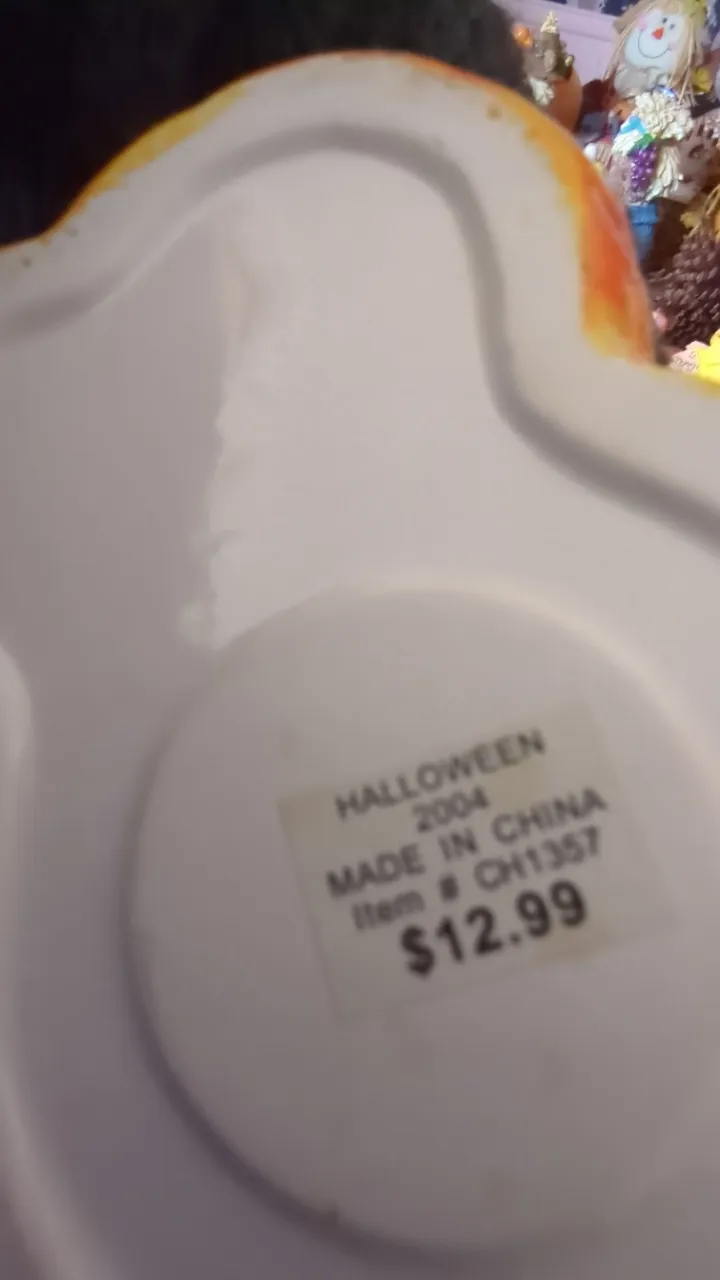 HALLOWEEN
2004
MADE IN CHINA
Item # CH1357
$12.99